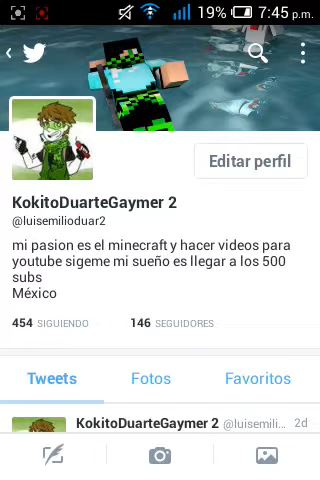 19% 7:45 p.m.
Editar perfil
KokitoDuarteGaymer 2
@luisemilioduar2
mi pasion es el minecraft y hacer videos para
youtube sigeme mi sueño es llegar a los 500
subs
México
454 SIGUIENDO 146 SEGUIDORES
Tweets Fotos Favoritos
KokitoDuarteGaymer 2 @luisemili... 2d